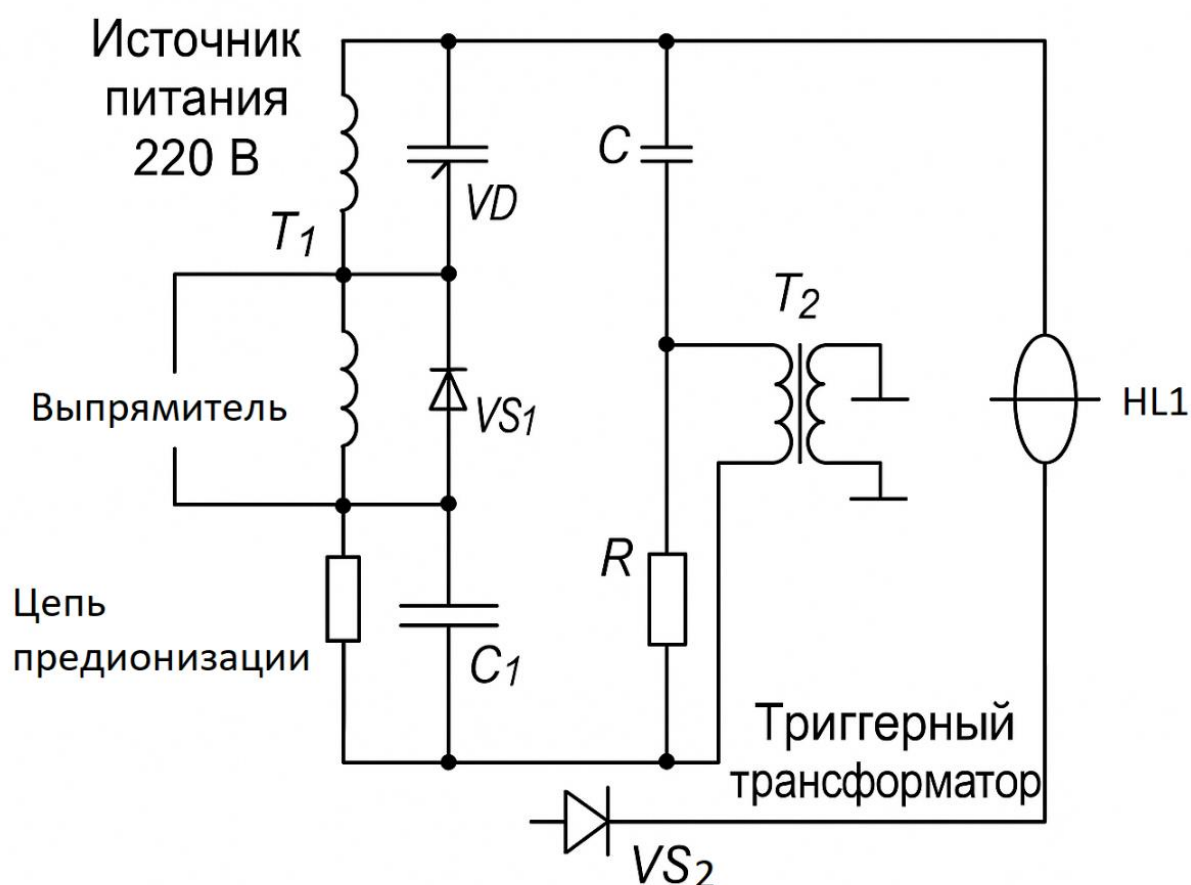 Источник
питания
220 В
T1
VD
C
T2
Выпрямитель
VS1
HL1
R
Цепь
предионизации
C1
Триггерный
трансформатор
VS2